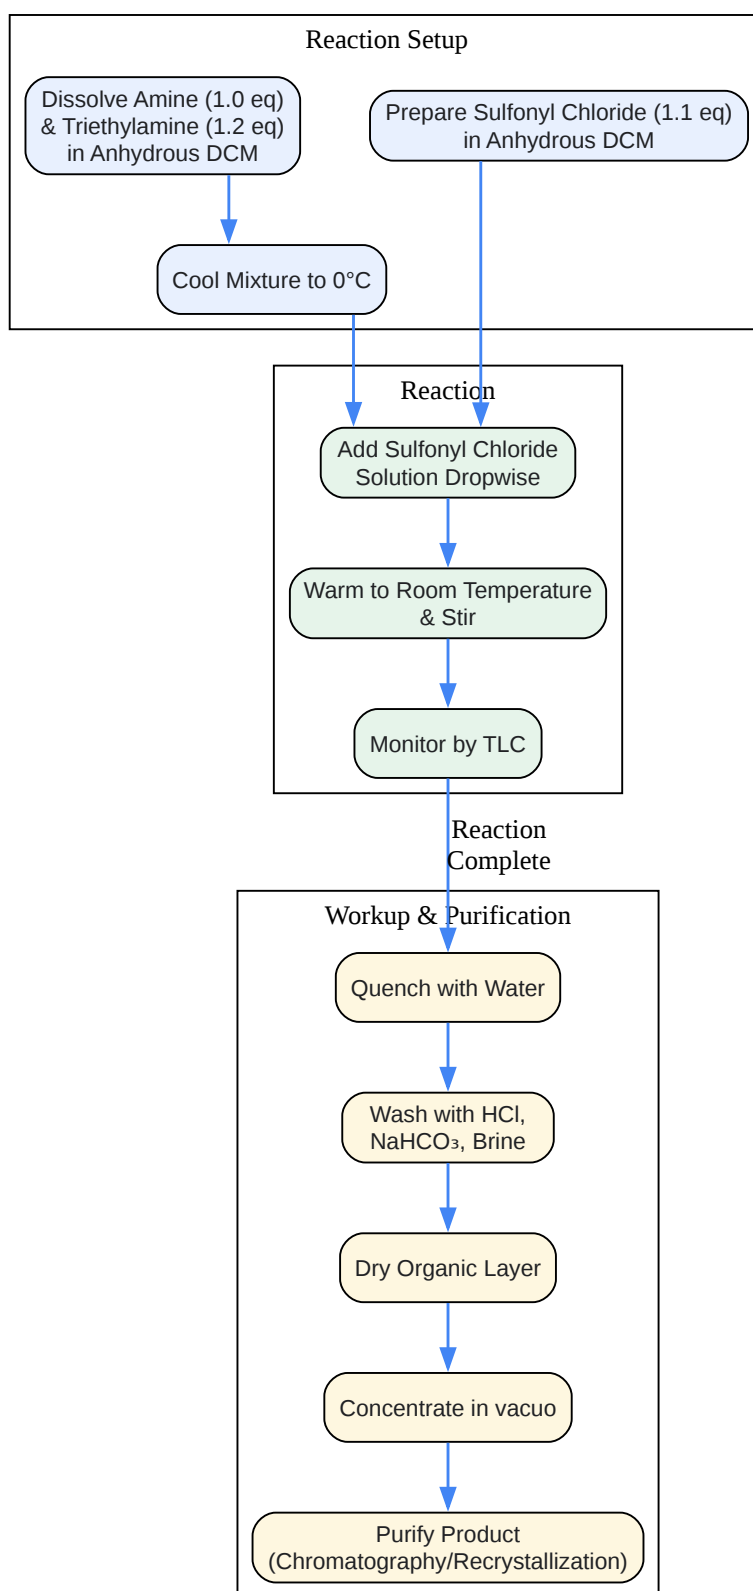 Reaction Setup
Dissolve Amine (1.0 eq)
& Triethylamine (1.2 eq)
in Anhydrous DCM
Prepare Sulfonyl Chloride (1.1 eq)
in Anhydrous DCM
Cool Mixture to 0°C
Reaction
Add Sulfonyl Chloride
Solution Dropwise
Warm to Room Temperature
& Stir
Monitor by TLC
Reaction
Complete
Workup & Purification
Quench with Water
Wash with HCl,
NaHCO₃, Brine
Dry Organic Layer
Concentrate in vacuo
Purify Product
(Chromatography/Recrystallization)